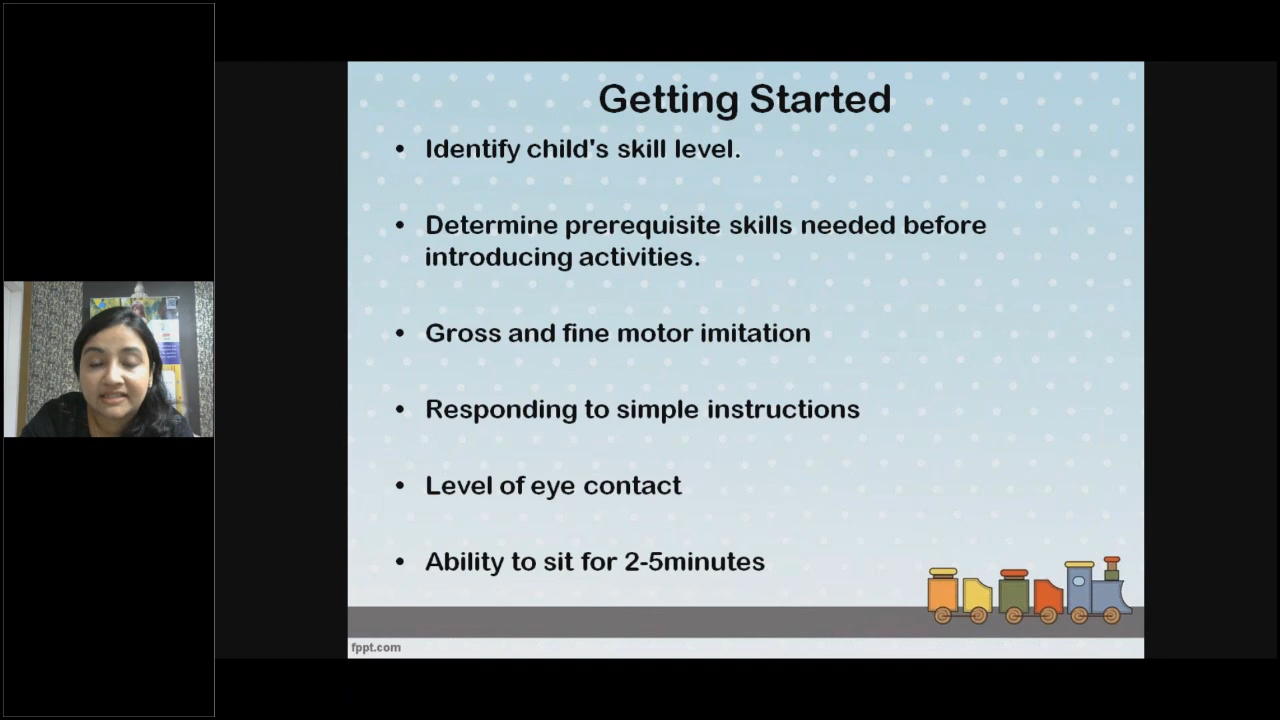 Getting Started
• Identify child's skill level.
• Determine prerequisite skills needed before
introducing activities.
• Gross and fine motor imitation
• Responding to simple instructions
• Level of eye contact
• Ability to sit for 2-5minutes
fppt.com